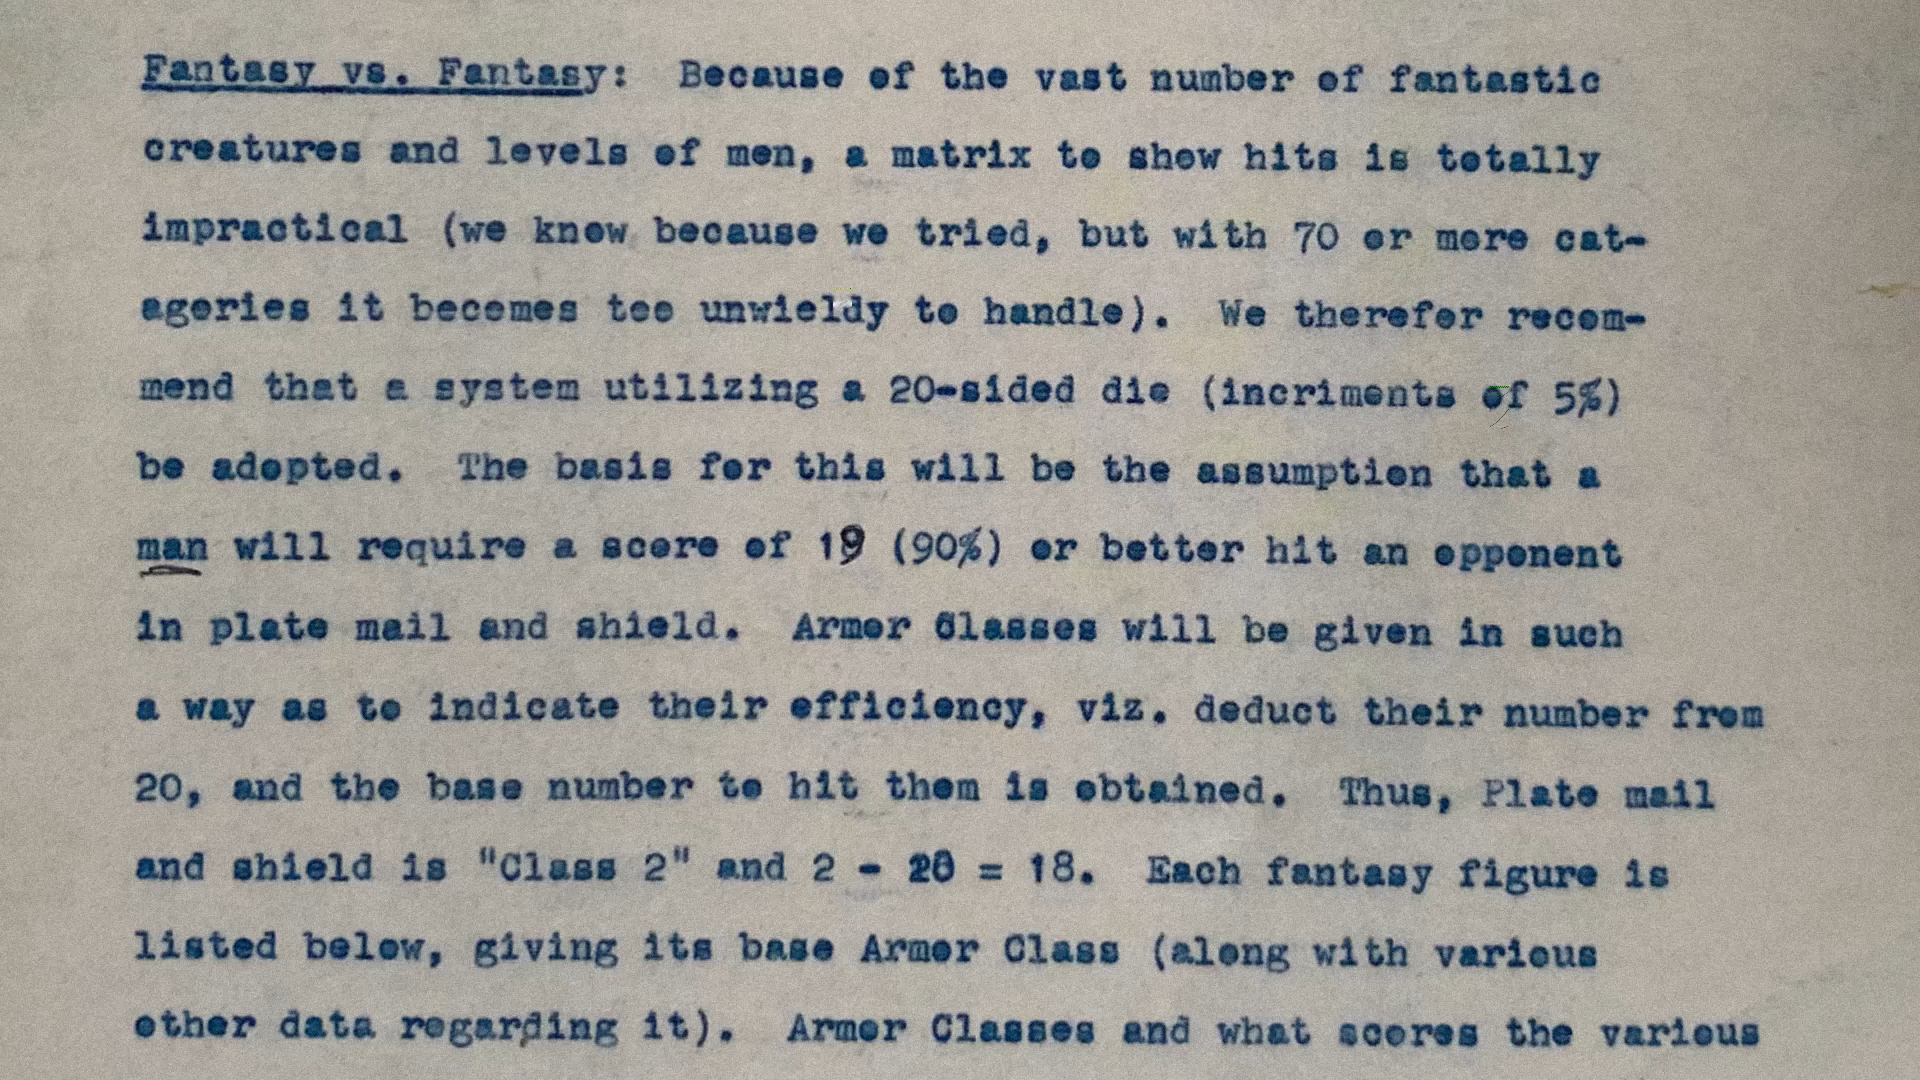 Fantasy vs. Fantasy: Because of the vast number of fantastic
creatures and levels of men, a matrix to show hits is totally
impractical (we know because we tried, but with 70 or more cat-
agories it becomes too unwieldy to handle). We therefor recom-
mend that a system utilizing a 20-sided die (incriments of 5%)
be adopted. The basis for this will be the assumption that a
man will require a score of 19 (90%) or better hit an opponent
in plate mail and shield. Armor Classes will be given in such
a way as to indicate their efficiency, viz. deduct their number from
20, and the base number to hit them is obtained. Thus, Plate mail
and shield is "Class 2" and 2 - 20 = 18. Each fantasy figure is
listed below, giving its base Armor Class (along with various
other data regarding it). Armor Classes and what scores the various